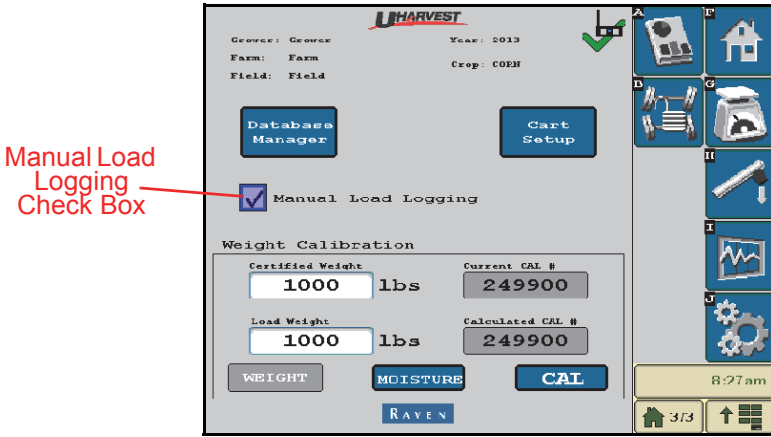 UHARVEST
Grower: Grower
Year: 2013
Farm: Farm
Crop: CORN
Field: Field
Database
Manager
Cart
Setup
Manual Load
Logging
Check Box
Manual Load Logging
Weight Calibration
Certified Weight
1000 lbs
Current CAL #
249900
Load Weight
1000 lbs
Calculated CAL #
249900
WEIGHT
MOISTURE
CAL
RAVEN
A
F
D
G
H
I
J
8:27am
3/3